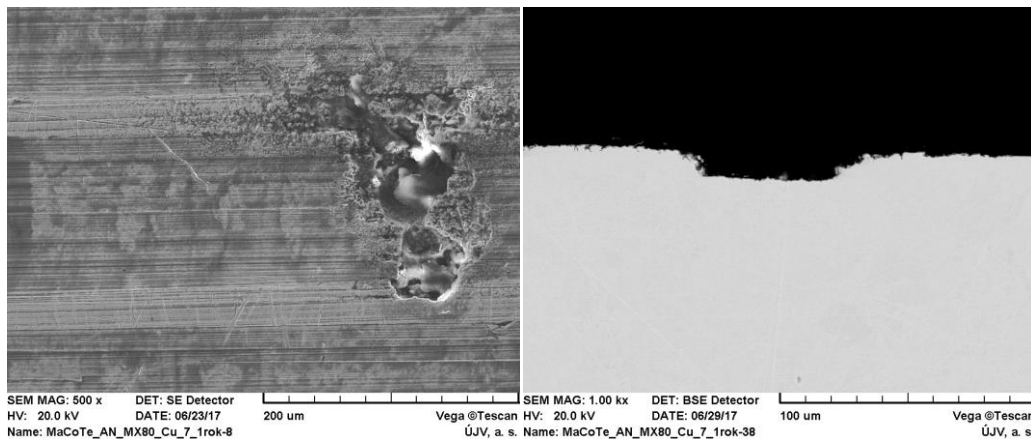 SEM MAG: 500 x DET: SE Detector
HV: 20.0 kV DATE: 06/23/17 200 um Vega ©Tescan
Name: MaCoTe_AN_MX80_Cu_7_1rok-8 ÚJV, a. s.
SEM MAG: 1.00 kx DET: BSE Detector
HV: 20.0 kV DATE: 06/29/17 100 um Vega ©Tescan
Name: MaCoTe_AN_MX80_Cu_7_1rok-38 ÚJV, a. s.